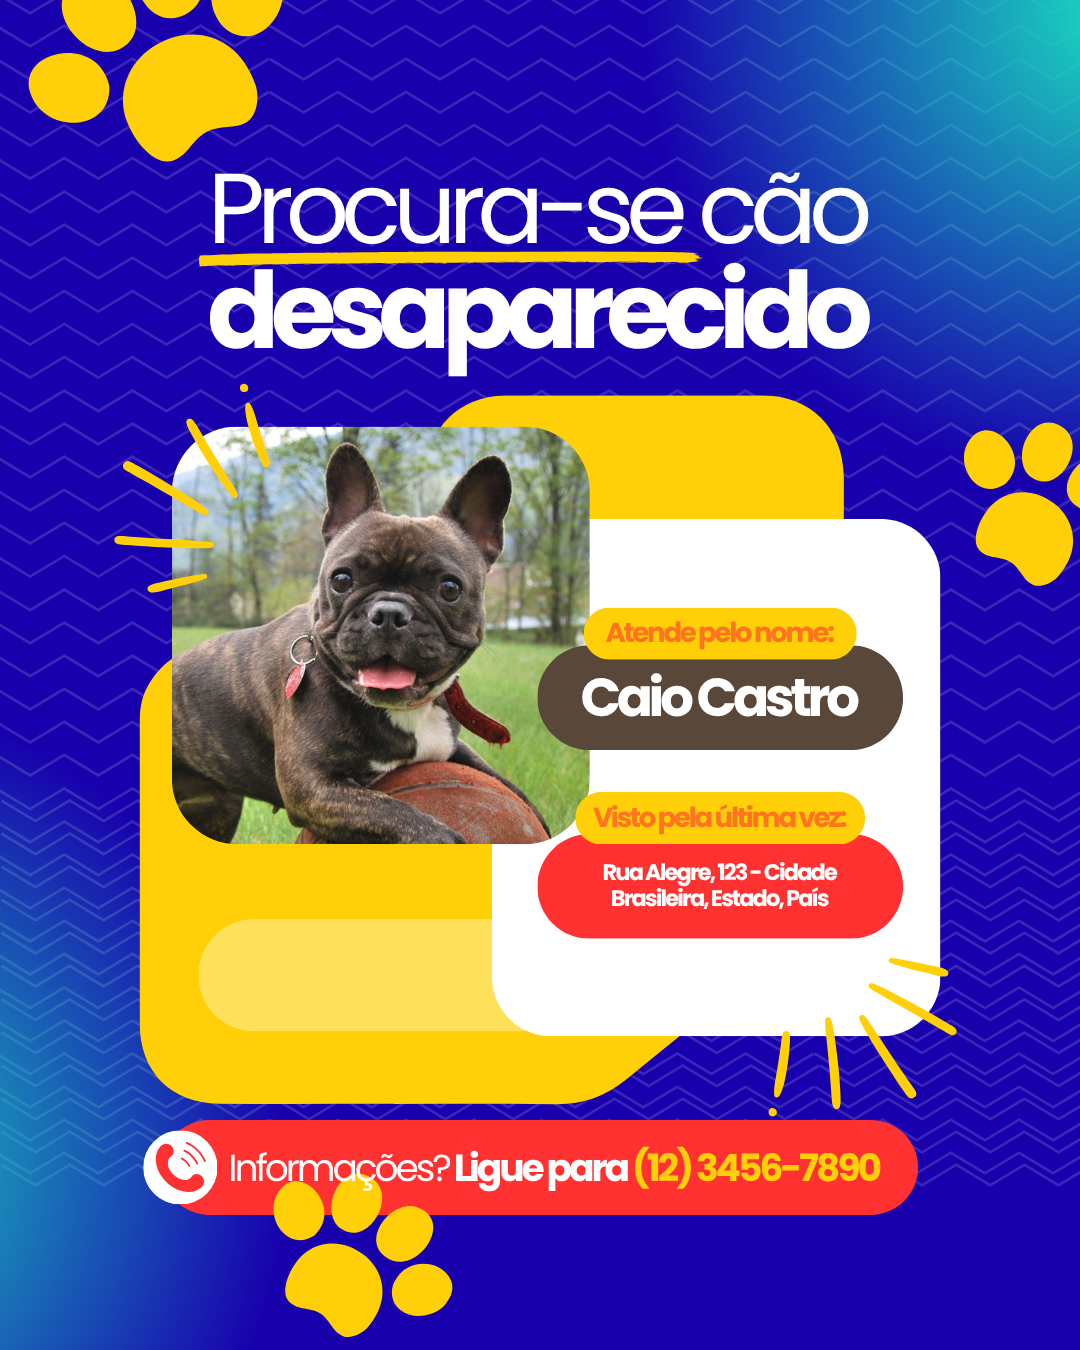 Procura-se cão
desaparecido
Atende pelo nome:
Caio Castro
Visto pela última vez:
Rua Alegre, 123 - Cidade
Brasileira, Estado, País
Informações? Ligue para (12) 3456-7890